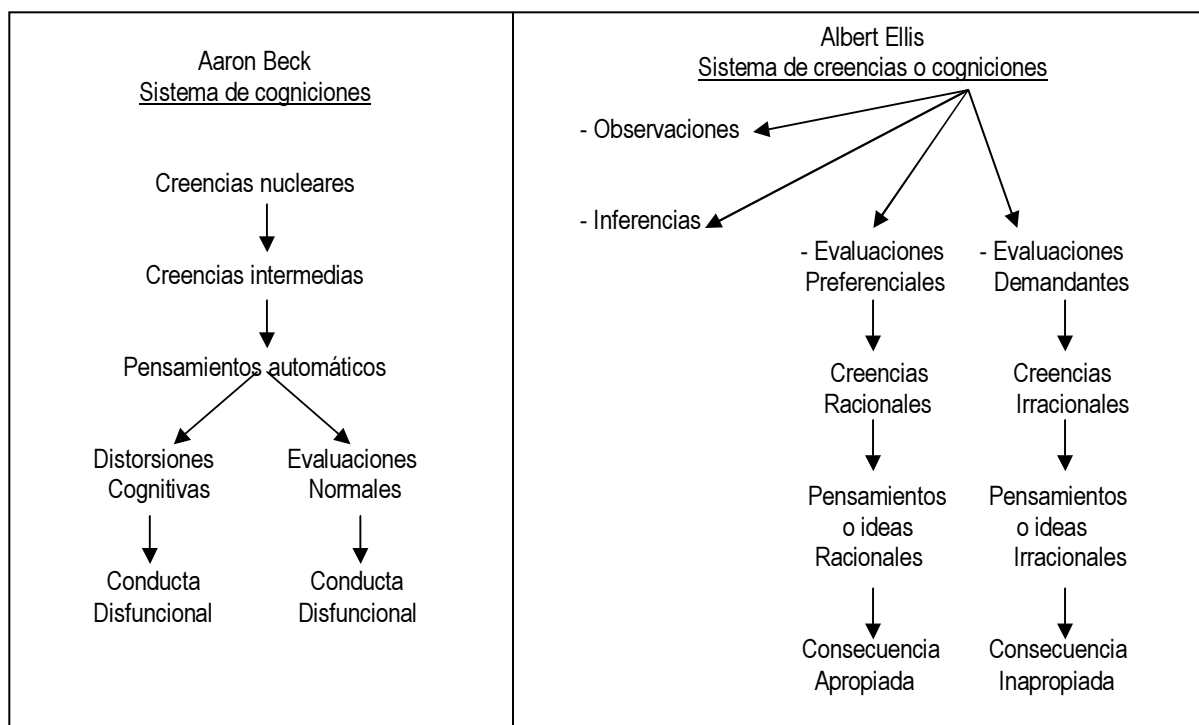 Aaron Beck
Sistema de cogniciones
Creencias nucleares
Creencias intermedias
Pensamientos automáticos
Distorsiones
Cognitivas
Evaluaciones
Normales
Conducta
Disfuncional
Conducta
Disfuncional
Albert Ellis
Sistema de creencias o cogniciones
- Observaciones
- Inferencias
- Evaluaciones
Preferenciales
- Evaluaciones
Demandantes
Creencias
Racionales
Creencias
Irracionales
Pensamientos
o ideas
Racionales
Pensamientos
o ideas
Irracionales
Consecuencia
Apropiada
Consecuencia
Inapropiada